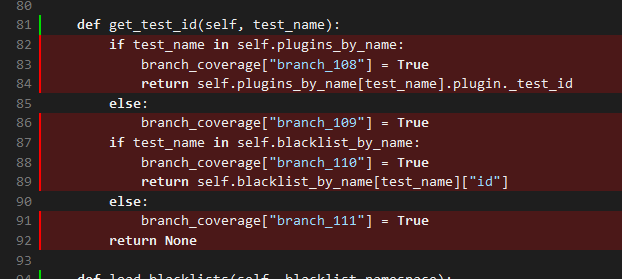 80
81 def get_test_id(self, test_name):
82 if test_name in self.plugins_by_name:
83 branch_coverage["branch_108"] = True
84 return self.plugins_by_name[test_name].plugin._test_id
85 else:
86 branch_coverage["branch_109"] = True
87 if test_name in self.blacklist_by_name:
88 branch_coverage["branch_110"] = True
89 return self.blacklist_by_name[test_name]["id"]
90 else:
91 branch_coverage["branch_111"] = True
92 return None
93
94 def load_blacklists(self, blacklist_namespace):